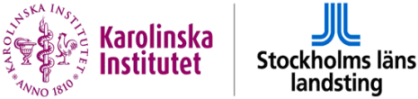 KAROLINSKA INSTITUTET
ANNO 1810
Karolinska
Institutet
Stockholms läns
landsting